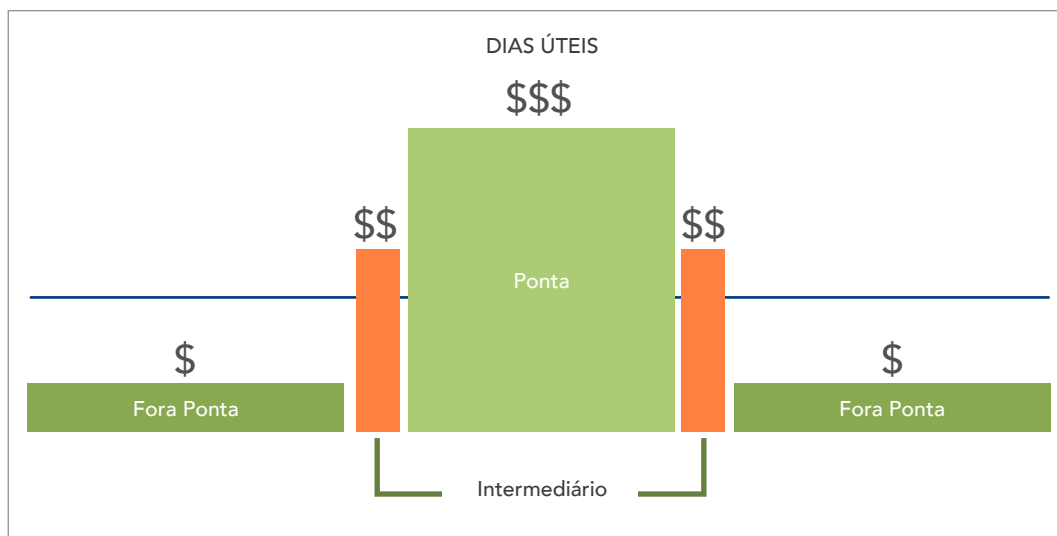 DIAS ÚTEIS
$$$
$$
$$
Ponta
$
$
Fora Ponta
Fora Ponta
Intermediário